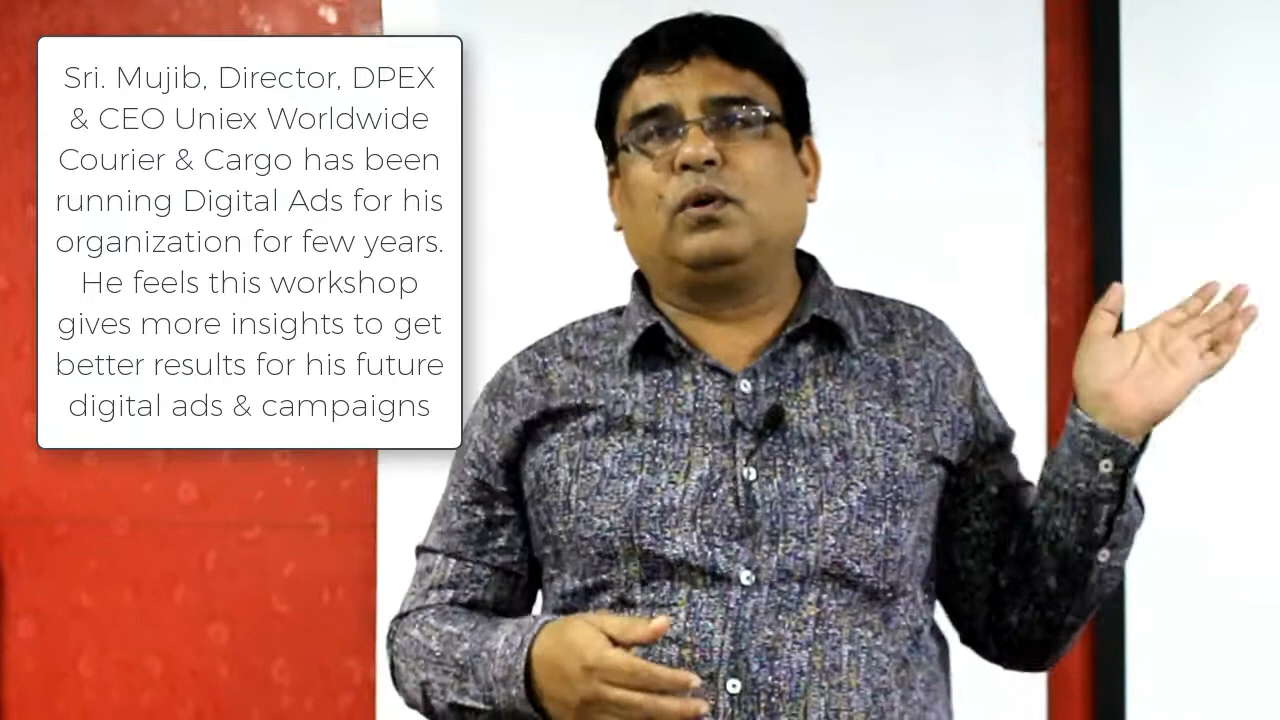 Sri. Mujib, Director, DPEX
& CEO Uniex Worldwide
Courier & Cargo has been
running Digital Ads for his
organization for few years.
He feels this workshop
gives more insights to get
better results for his future
digital ads & campaigns